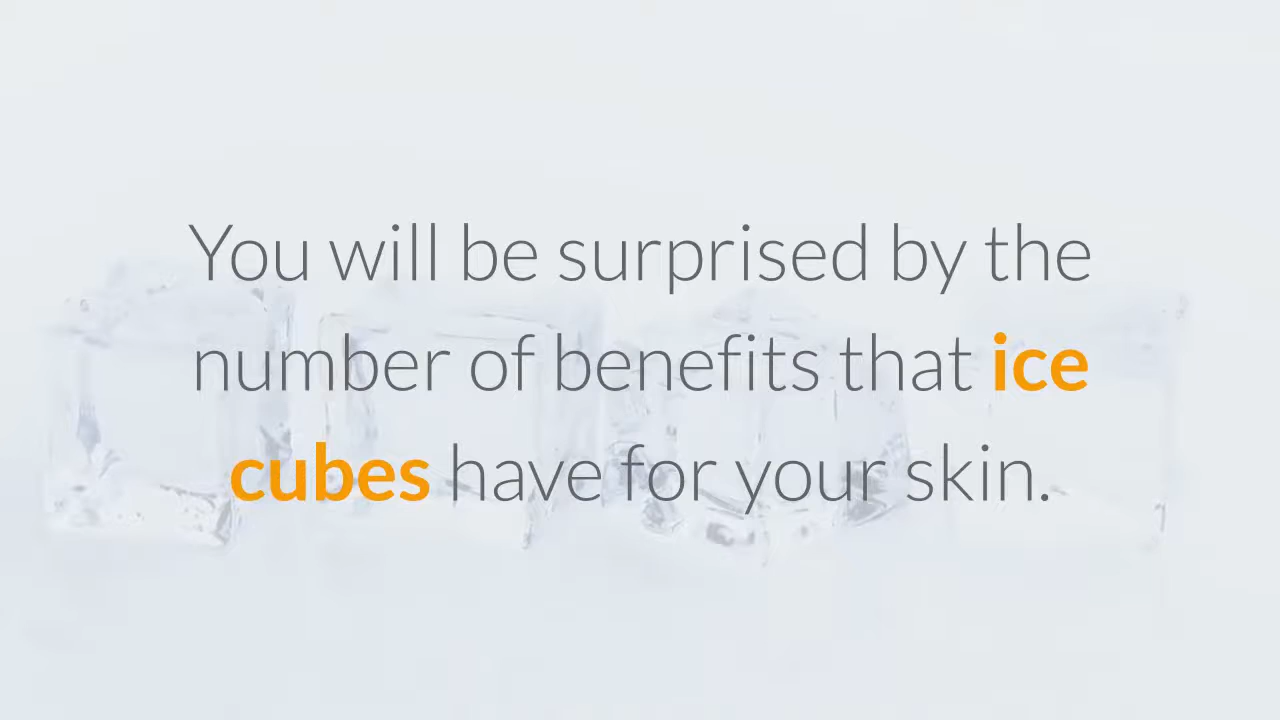 You will be surprised by the
number of benefits that ice
cubes have for your skin.